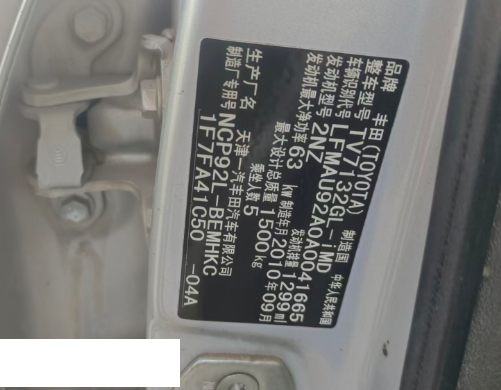 品牌 丰田(TOYOTA) 制造国 中华人民共和国
整车型号 TV7132GL-iMD
车辆识别代号 LFMAU92A0A0041665
发动机型号 2NZ 发动机排量 1299ml
发动机最大净功率 63 kW 制造年月 2010年09月
最大设计总质量 1500kg
乘坐人数 5
生产厂名 天津一汽丰田汽车有限公司
制造厂专用号 NCP92L-BEMHKC
1F7FA41C50 -04A